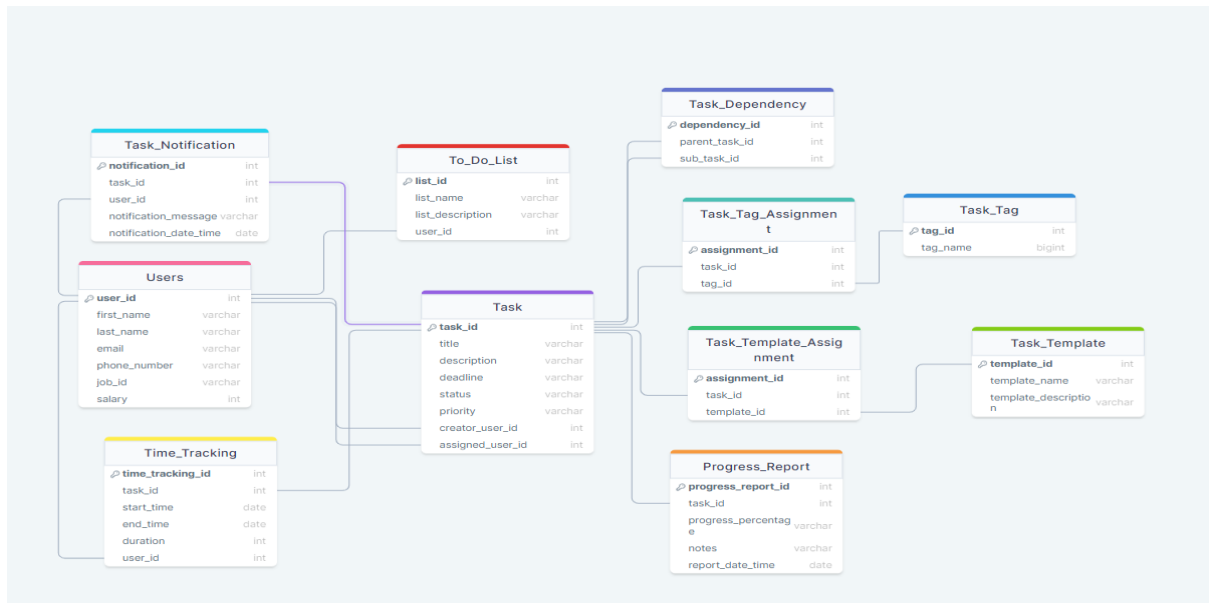 Task_Dependency
dependency_id int
parent_task_id int
sub_task_id int
Task_Notification
notification_id int
task_id int
user_id int
notification_message varchar
notification_date_time date
To_Do_List
list_id int
list_name varchar
list_description varchar
user_id int
Task_Tag_Assignmen
t
assignment_id int
task_id int
tag_id int
Task_Tag
tag_id int
tag_name bigint
Users
user_id int
first_name varchar
last_name varchar
email varchar
phone_number varchar
job_id varchar
salary int
Task
task_id int
title varchar
description varchar
deadline varchar
status varchar
priority varchar
creator_user_id int
assigned_user_id int
Task_Template_Assig
nment
assignment_id int
task_id int
template_id int
Task_Template
template_id int
template_name varchar
template_descriptio
n varchar
Time_Tracking
time_tracking_id int
task_id int
start_time date
end_time date
duration int
user_id int
Progress_Report
progress_report_id int
task_id int
progress_percentag
e varchar
notes varchar
report_date_time date